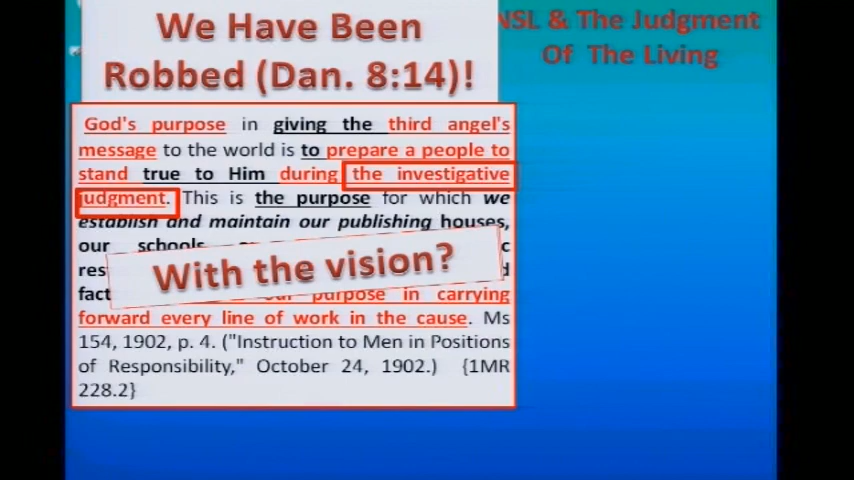 We Have Been
Robbed (Dan. 8:14)!
NSL & The Judgment
Of The Living
God's purpose in giving the third angel's
message to the world is to prepare a people to
stand true to Him during the investigative
judgment. This is the purpose for which we
establish and maintain our publishing houses,
our schools
With the vision?
purpose in carrying
forward every line of work in the cause. Ms
154, 1902, p. 4. ("Instruction to Men in Positions
of Responsibility," October 24, 1902.) {1MR
228.2}